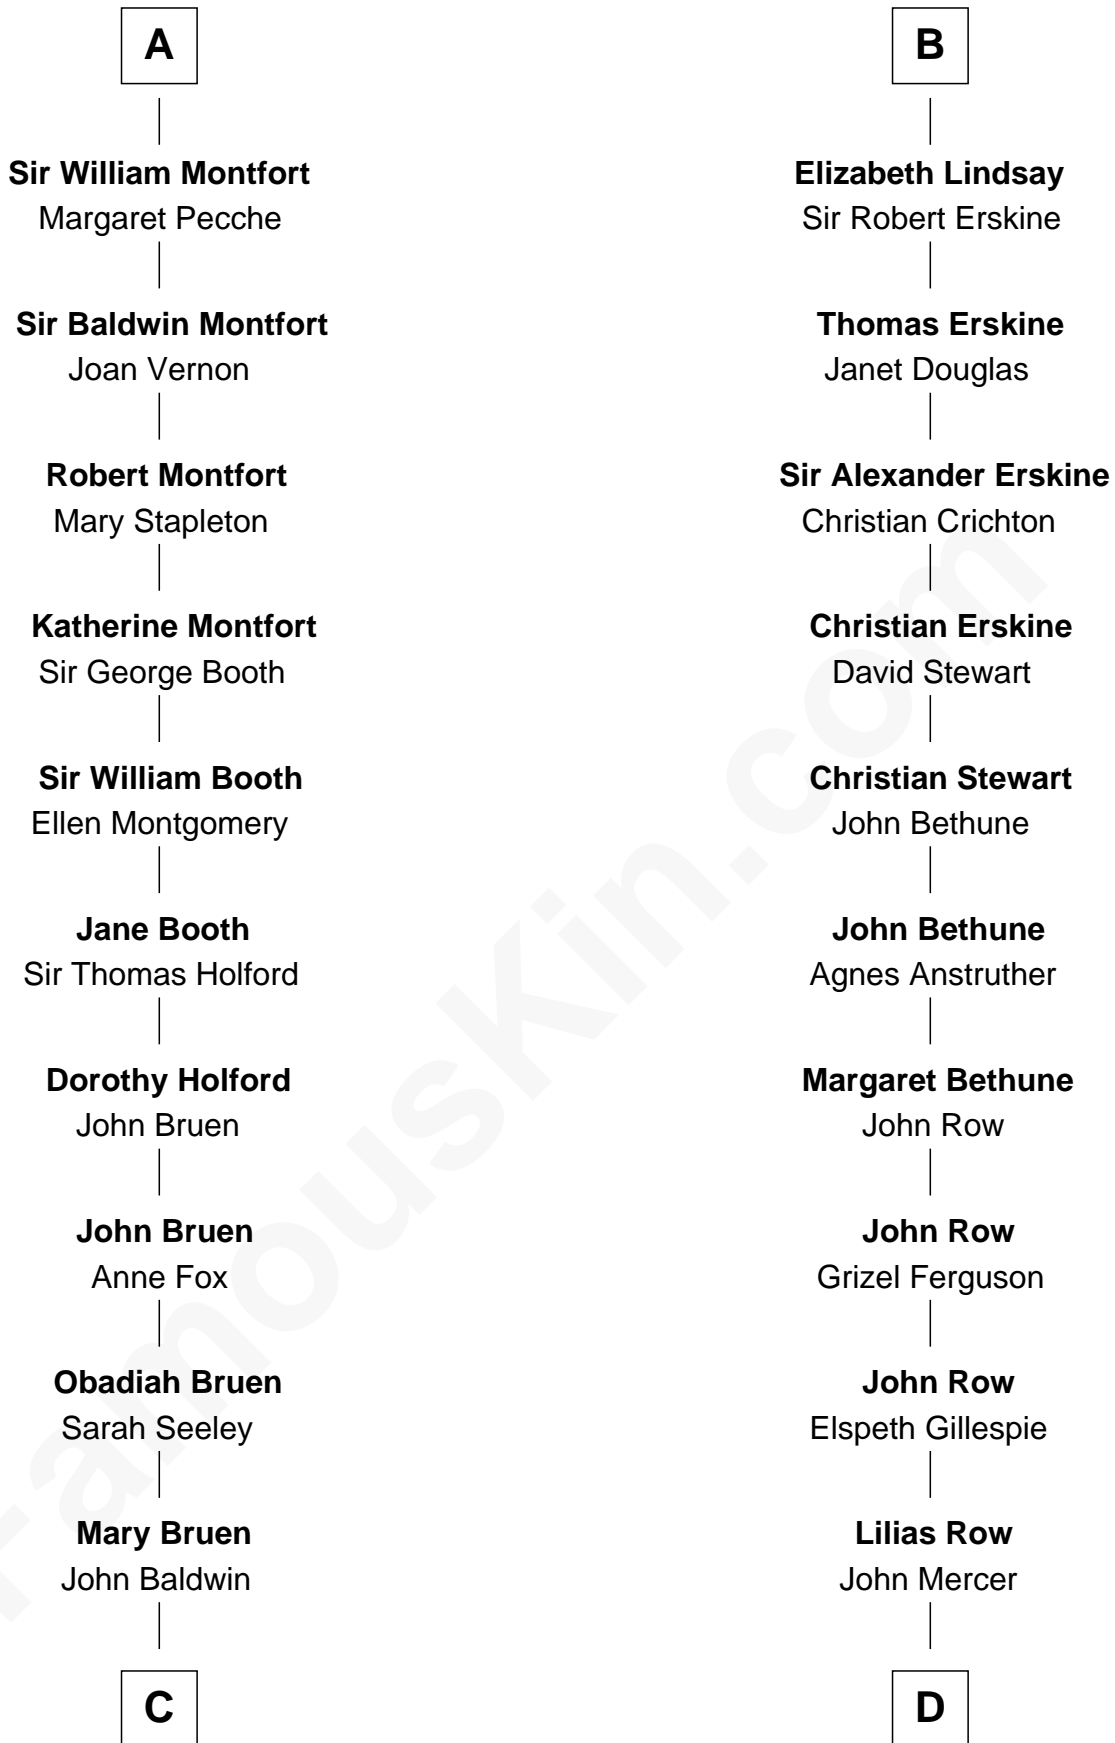 A
Sir William Montfort
Margaret Pecche
Sir Baldwin Montfort
Joan Vernon
Robert Montfort
Mary Stapleton
Katherine Montfort
Sir George Booth
Sir William Booth
Ellen Montgomery
Jane Booth
Sir Thomas Holford
Dorothy Holford
John Bruen
John Bruen
Anne Fox
Obadiah Bruen
Sarah Seeley
Mary Bruen
John Baldwin
C
B
Elizabeth Lindsay
Sir Robert Erskine
Thomas Erskine
Janet Douglas
Sir Alexander Erskine
Christian Crichton
Christian Erskine
David Stewart
Christian Stewart
John Bethune
John Bethune
Agnes Anstruther
Margaret Bethune
John Row
John Row
Grizel Ferguson
John Row
Elspeth Gillespie
Lilias Row
John Mercer
D
FamousKin.com